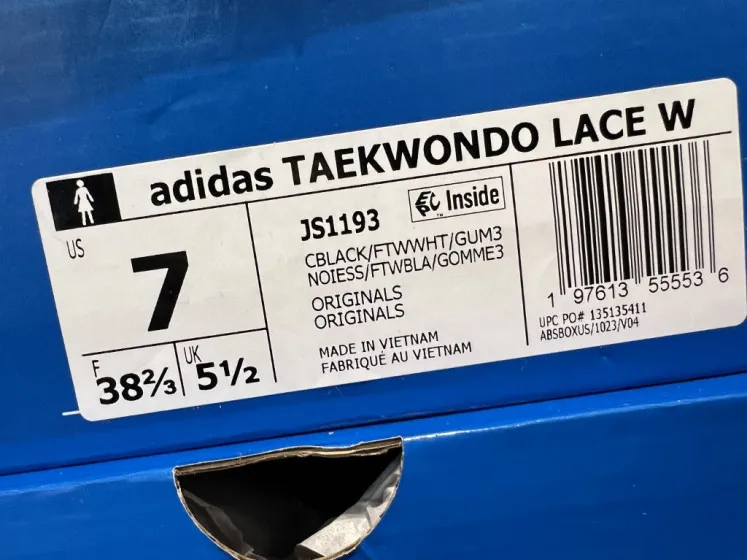 adidas TAEKWONDO LACE W
US
7
F
38⅔
UK
5½
JS1193
Inside
CBLACK/FTWWHT/GUM3
NOIESS/FTWBLA/GOMME3
ORIGINALS
ORIGINALS
MADE IN VIETNAM
FABRIQUÉ AU VIETNAM
1 97613 55553 6
UPC PO# 135135411
ABSBOXUS/1023/V04